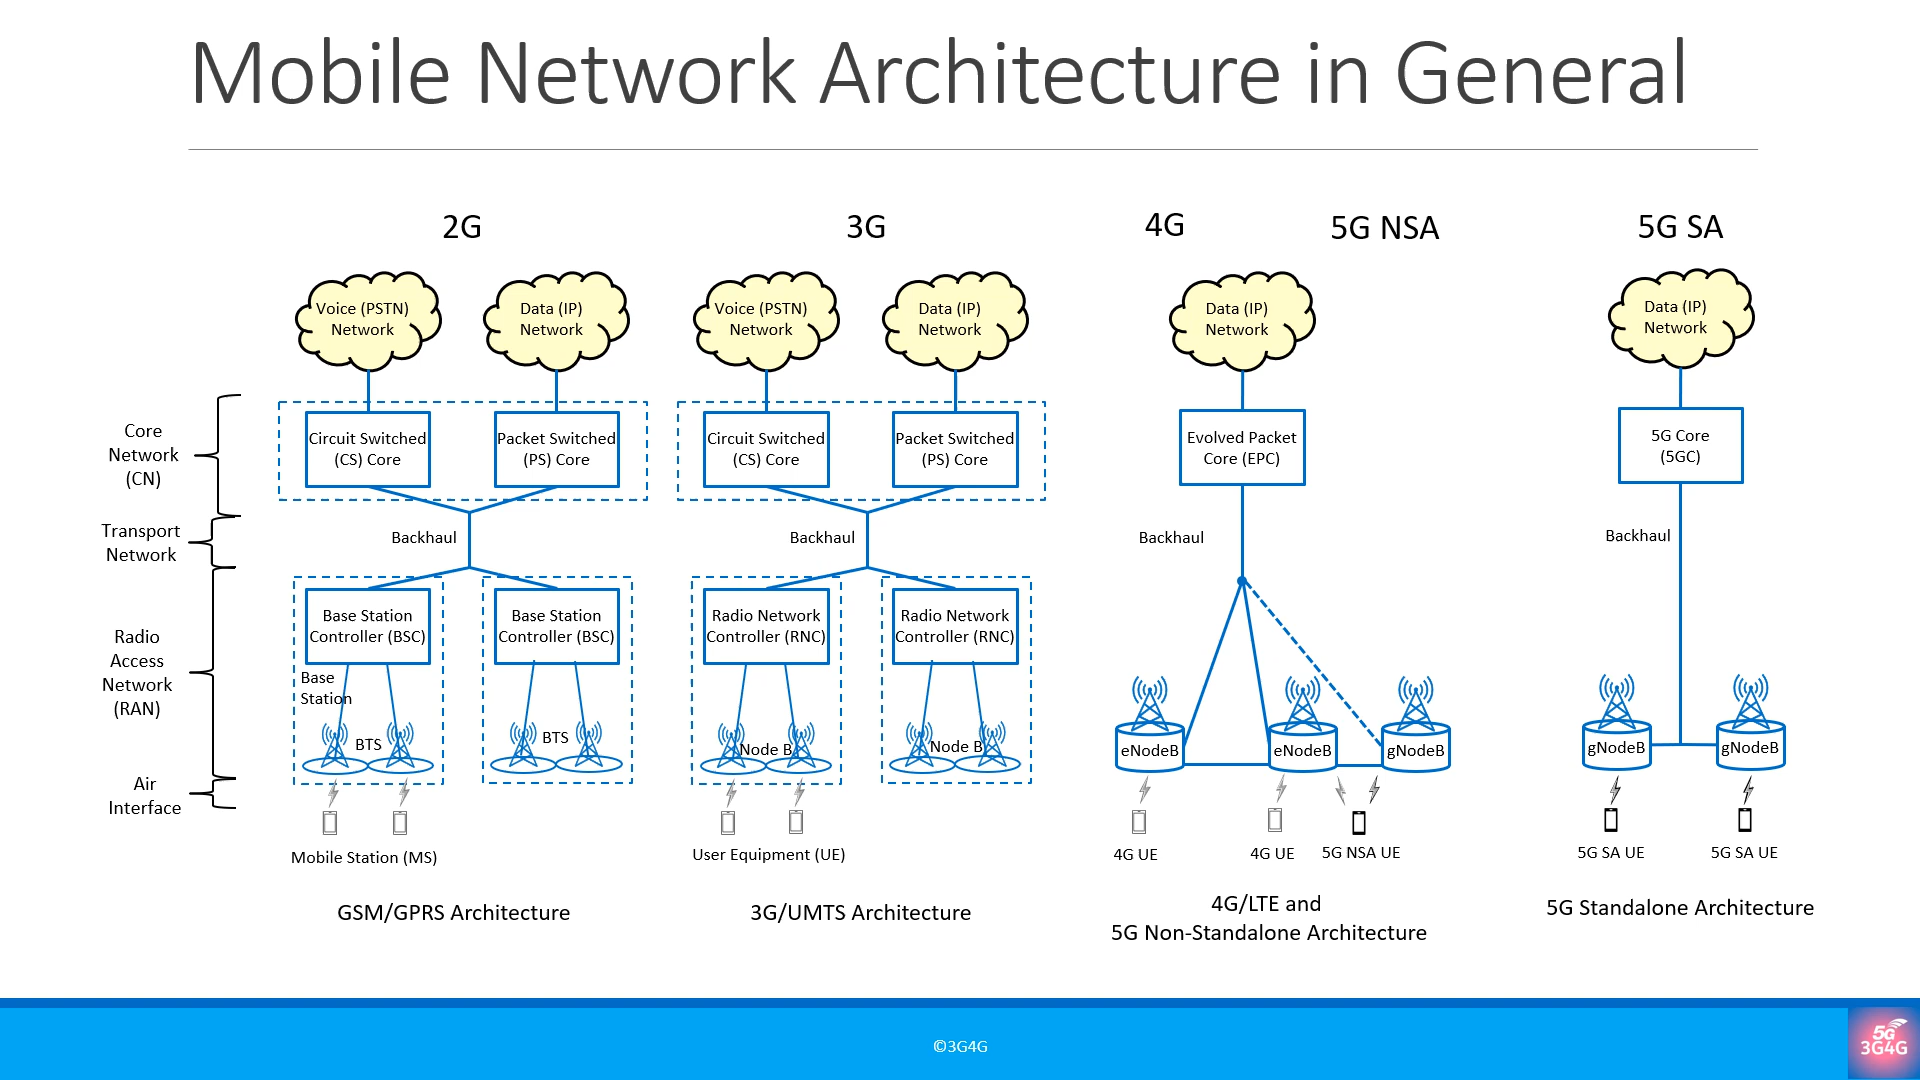 Mobile Network Architecture in General
2G
3G
4G
5G NSA
5G SA
Voice (PSTN)
Network
Data (IP)
Network
Voice (PSTN)
Network
Data (IP)
Network
Data (IP)
Network
Data (IP)
Network
Core
Network
(CN)
Circuit Switched
(CS) Core
Packet Switched
(PS) Core
Circuit Switched
(CS) Core
Packet Switched
(PS) Core
Evolved Packet
Core (EPC)
5G Core
(5GC)
Transport
Network
Backhaul
Backhaul
Backhaul
Backhaul
Radio
Access
Network
(RAN)
Base Station
Controller (BSC)
Base Station
Controller (BSC)
Radio Network
Controller (RNC)
Radio Network
Controller (RNC)
Base
Station
BTS
BTS
Node B
Node B
eNodeB
eNodeB
gNodeB
gNodeB
gNodeB
Air
Interface
Mobile Station (MS)
User Equipment (UE)
4G UE
4G UE
5G NSA UE
5G SA UE
5G SA UE
GSM/GPRS Architecture
3G/UMTS Architecture
4G/LTE and
5G Non-Standalone Architecture
5G Standalone Architecture
©3G4G
5G
3G4G